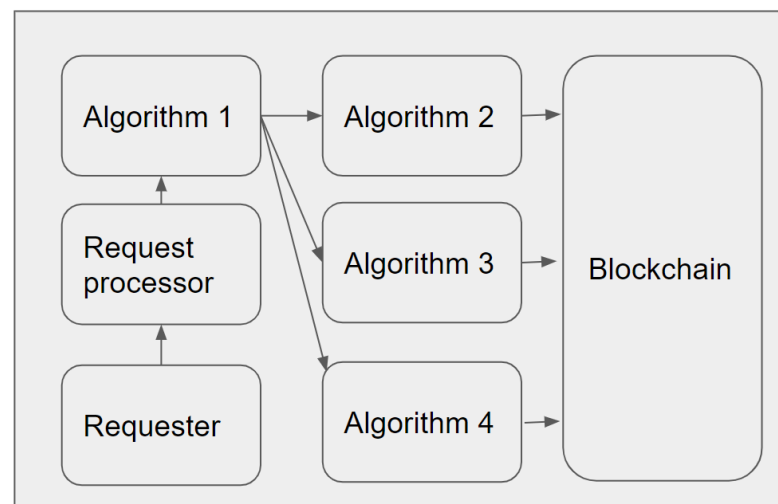 Algorithm 1
Algorithm 2
Request
processor
Algorithm 3
Blockchain
Requester
Algorithm 4